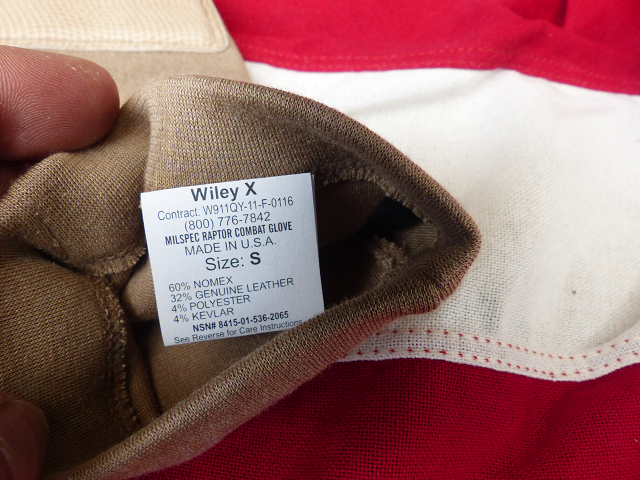 Wiley X
Contract: W911QY-11-F-0116
(800) 776-7842
MILSPEC RAPTOR COMBAT GLOVE
MADE IN U.S.A.
Size: S
60% NOMEX
32% GENUINE LEATHER
4% POLYESTER
4% KEVLAR
NSN# 8415-01-536-2065
See Reverse for Care Instructions